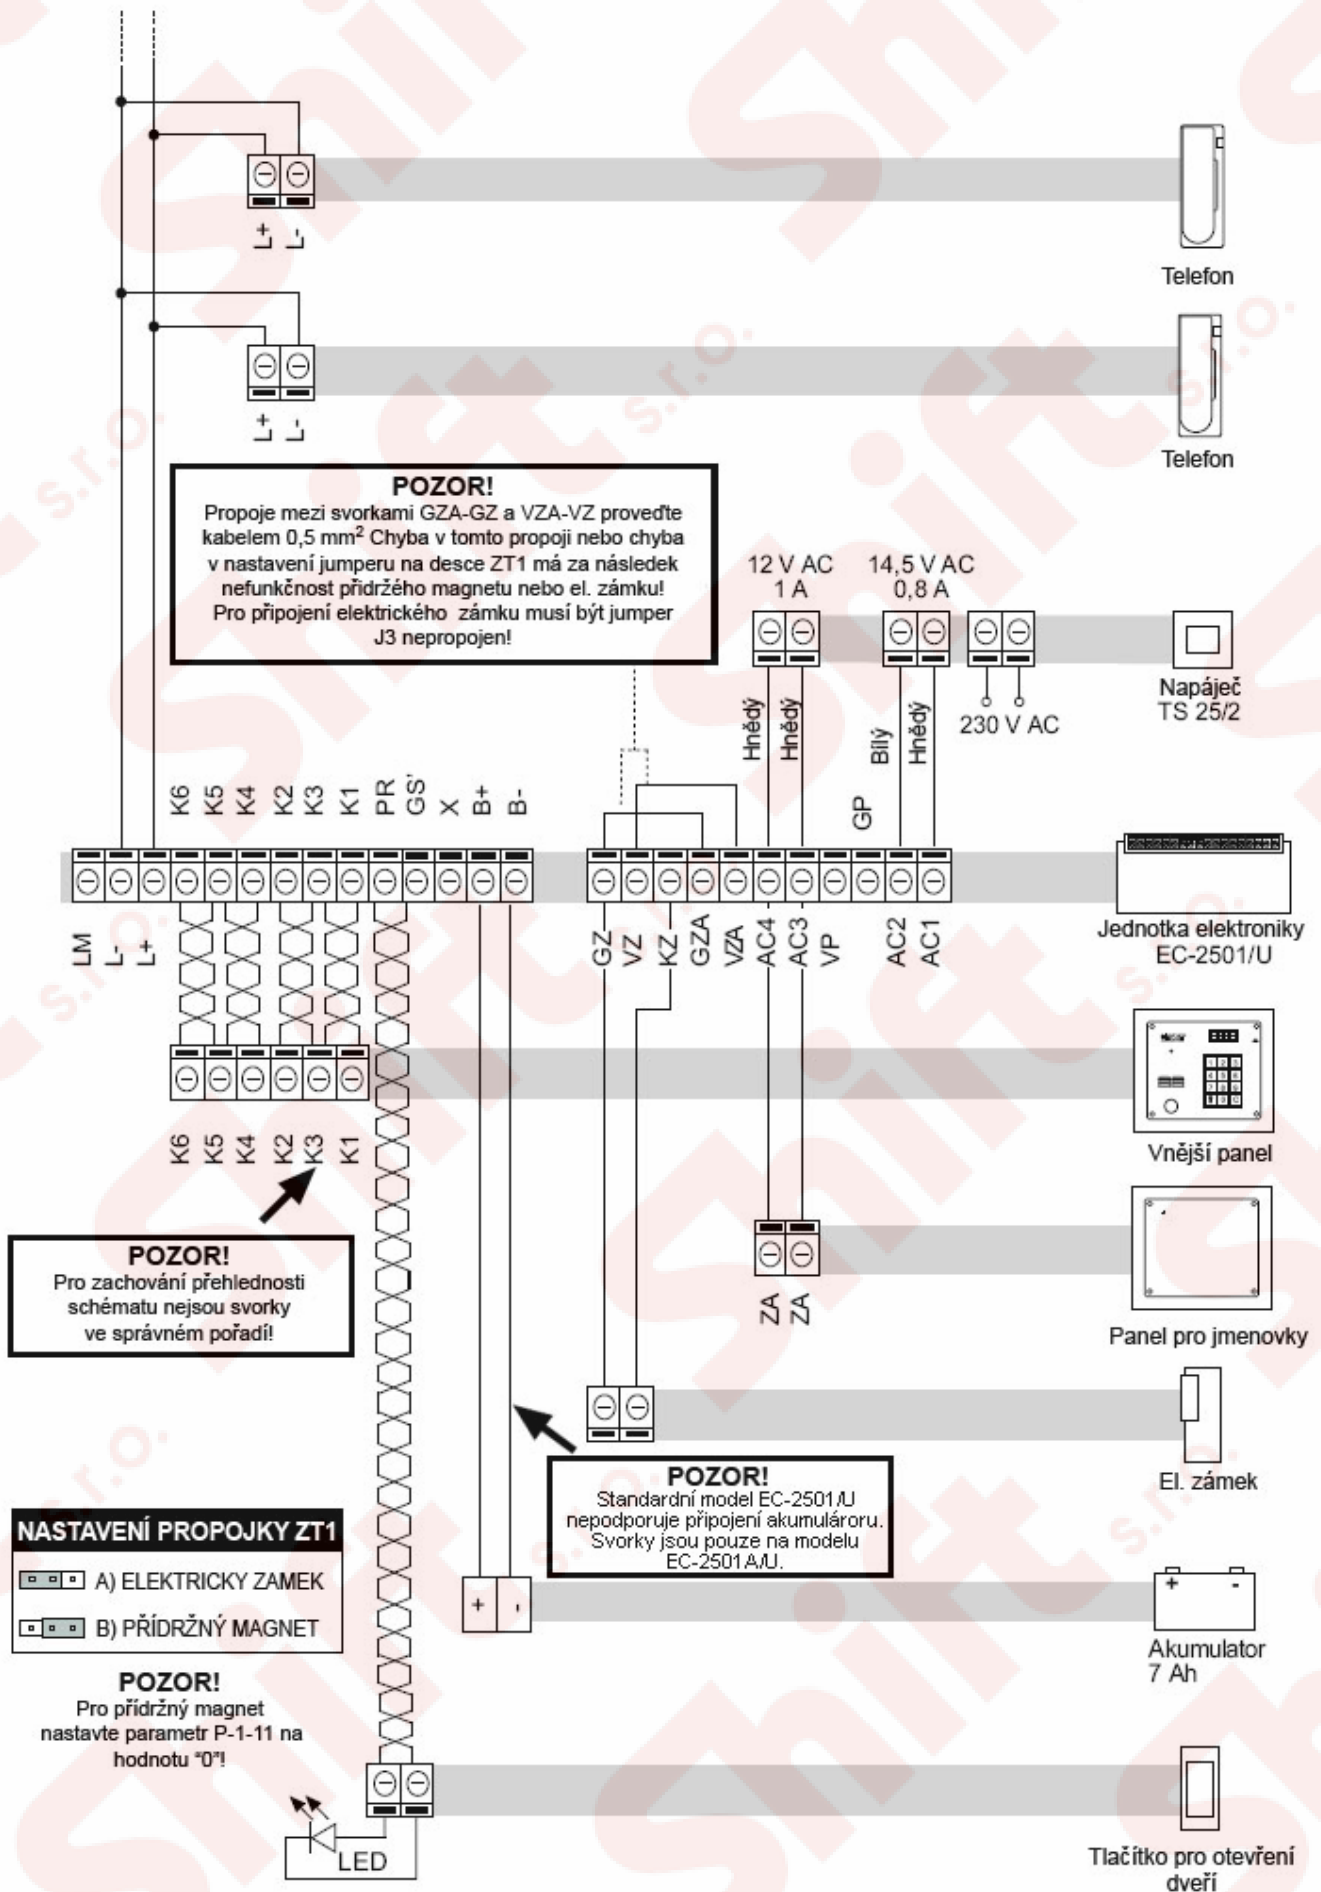 L+ L-
Telefon
L+ L-
Telefon
POZOR!
Propoje mezi svorkami GZA-GZ a VZA-VZ proveďte
kabelem 0,5 mm² Chyba v tomto propoji nebo chyba
v nastavení jumperu na desce ZT1 má za následek
nefunkčnost přidržého magnetu nebo el. zámku!
Pro připojení elektrického zámku musí být jumper
J3 nepropojen!
12 V AC
1 A
14,5 V AC
0,8 A
Napáječ
TS 25/2
Hnědý Hnědý Bílý Hnědý
230 V AC
K6 K5 K4 K2 K3 K1 PR GS' X B+ B- GP
LM L- L+ GZ VZ KZ GZA VZA AC4 AC3 VP AC2 AC1
Jednotka elektroniky
EC-2501/U
K6 K5 K4 K2 K3 K1
Vnější panel
POZOR!
Pro zachování přehlednosti
schématu nejsou svorky
ve správném pořadí!
ZA ZA
Panel pro jmenovky
POZOR!
Standardní model EC-2501/U
nepodporuje připojení akumulároru.
Svorky jsou pouze na modelu
EC-2501A/U.
El. zámek
NASTAVENÍ PROPOJKY ZT1
A) ELEKTRICKY ZAMEK
B) PŘÍDRŽNÝ MAGNET
+ -
+ -
Akumulator
7 Ah
POZOR!
Pro přídržný magnet
nastavte parametr P-1-11 na
hodnotu "0"!
LED
Tlačítko pro otevření
dveří
Shift s.r.o.